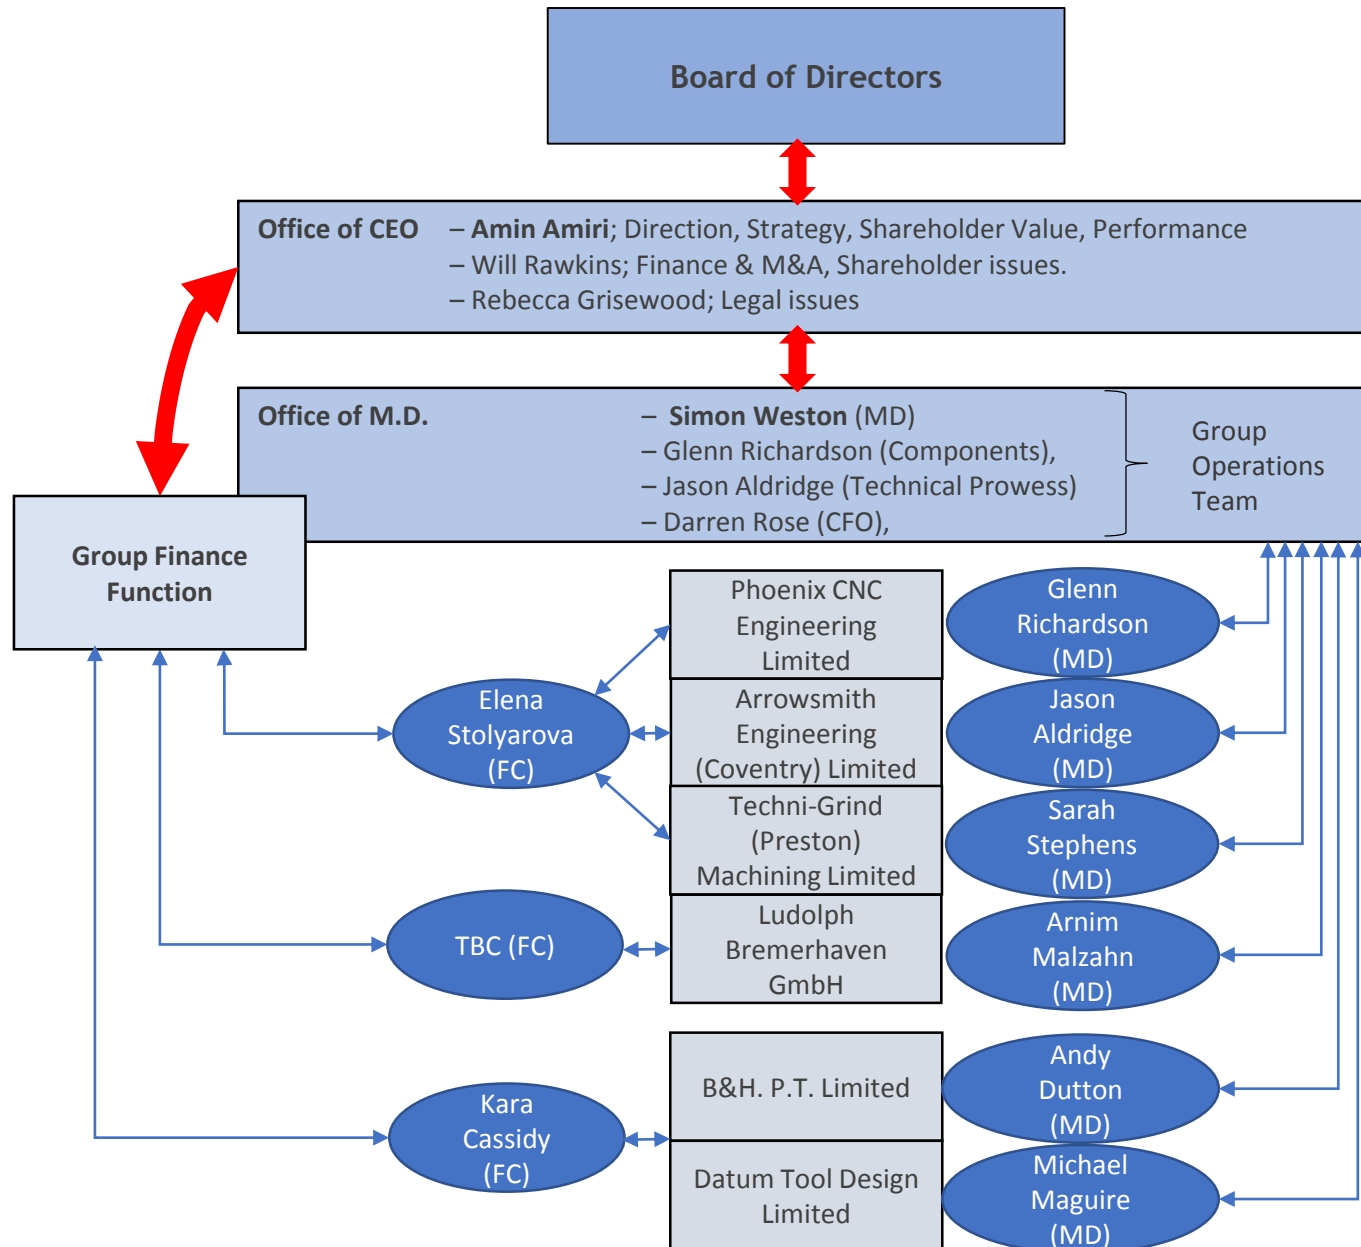 Board of Directors
Office of CEO – Amin Amiri; Direction, Strategy, Shareholder Value, Performance
– Will Rawkins; Finance & M&A, Shareholder issues.
– Rebecca Grisewood; Legal issues
Office of M.D. – Simon Weston (MD)
– Glenn Richardson (Components),
– Jason Aldridge (Technical Prowess)
– Darren Rose (CFO),
Group
Operations
Team
Group Finance
Function
Phoenix CNC
Engineering
Limited
Glenn
Richardson
(MD)
Elena
Stolyarova
(FC)
Arrowsmith
Engineering
(Coventry) Limited
Jason
Aldridge
(MD)
Techni-Grind
(Preston)
Machining Limited
Sarah
Stephens
(MD)
TBC (FC)
Ludolph
Bremerhaven
GmbH
Arnim
Malzahn
(MD)
Kara
Cassidy
(FC)
B&H. P.T. Limited
Andy
Dutton
(MD)
Datum Tool Design
Limited
Michael
Maguire
(MD)